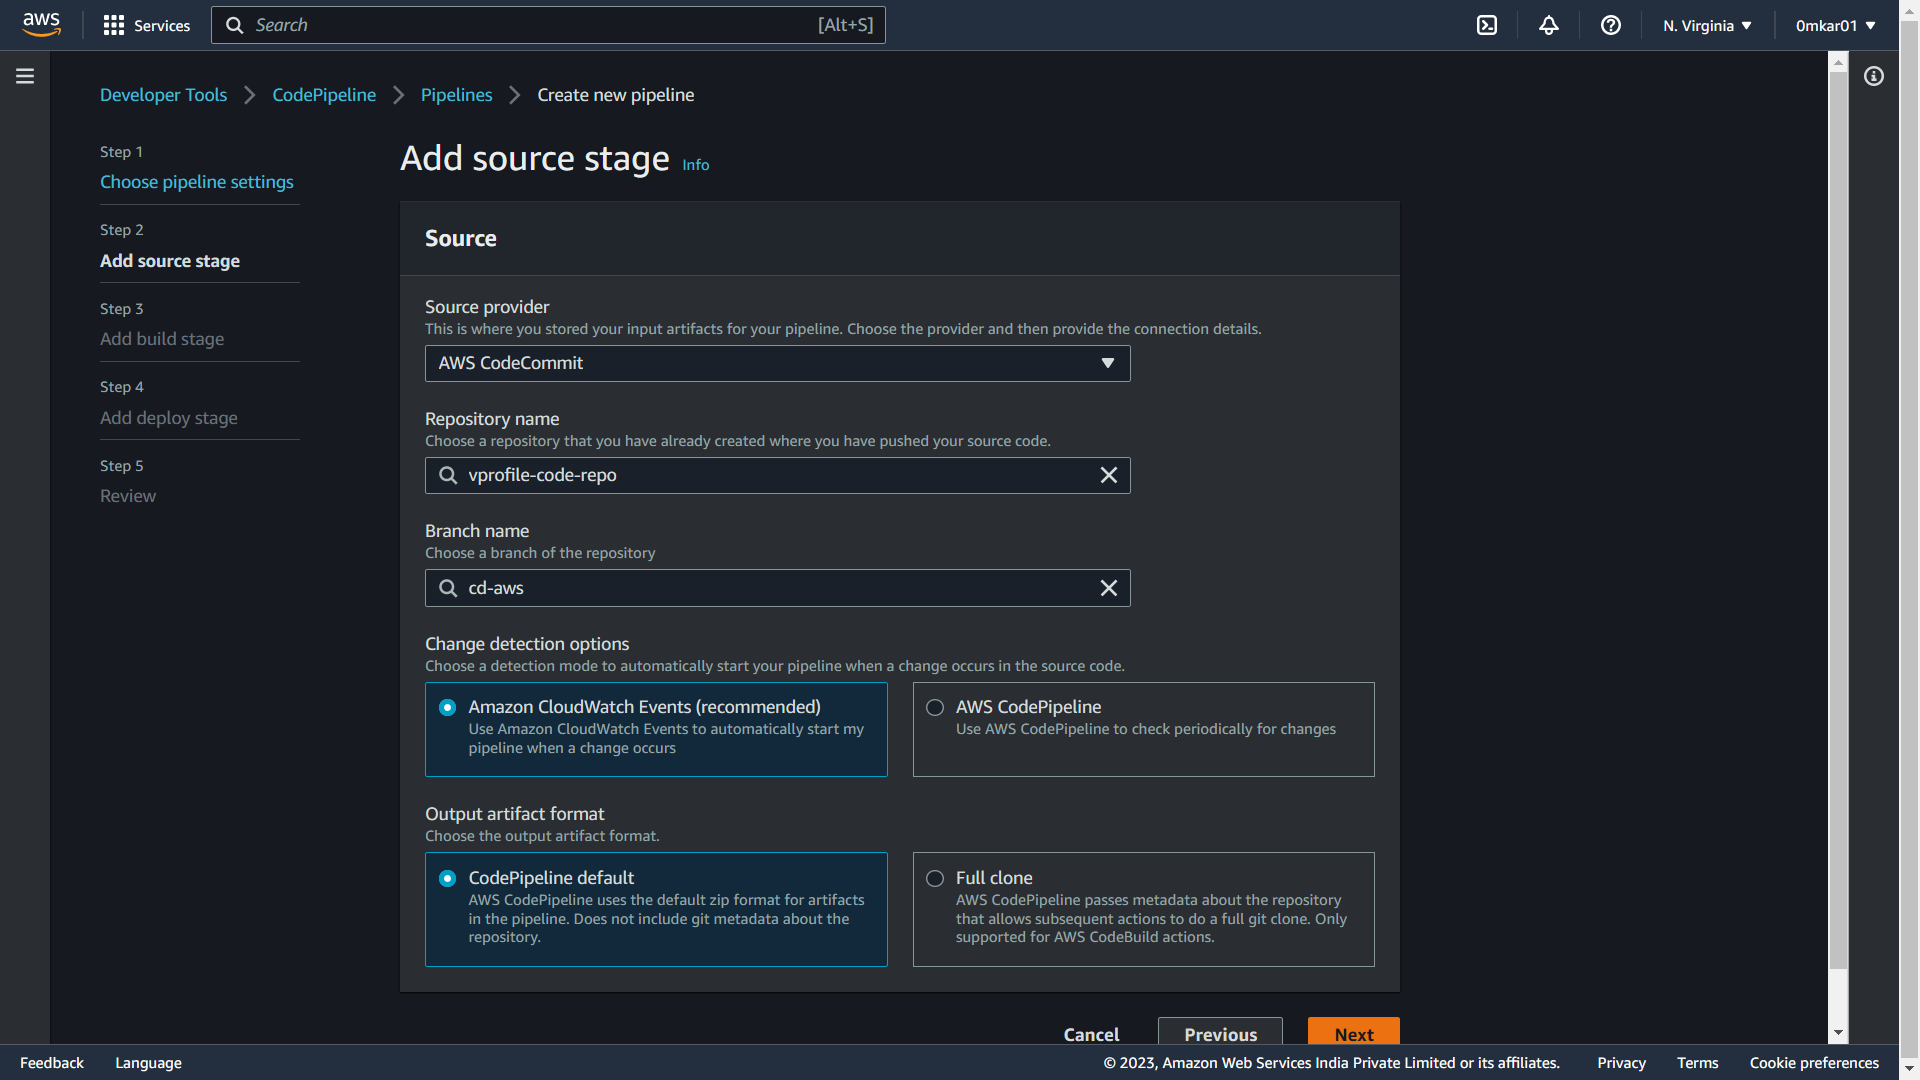 aws
Services
Search
[Alt+S]
N. Virginia
0mkar01
Developer Tools
CodePipeline
Pipelines
Create new pipeline
Step 1
Choose pipeline settings
Step 2
Add source stage
Step 3
Add build stage
Step 4
Add deploy stage
Step 5
Review
Add source stage Info
Source
Source provider
This is where you stored your input artifacts for your pipeline. Choose the provider and then provide the connection details.
AWS CodeCommit
Repository name
Choose a repository that you have already created where you have pushed your source code.
vprofile-code-repo
Branch name
Choose a branch of the repository
cd-aws
Change detection options
Choose a detection mode to automatically start your pipeline when a change occurs in the source code.
Amazon CloudWatch Events (recommended)
Use Amazon CloudWatch Events to automatically start my
pipeline when a change occurs
AWS CodePipeline
Use AWS CodePipeline to check periodically for changes
Output artifact format
Choose the output artifact format.
CodePipeline default
AWS CodePipeline uses the default zip format for artifacts
in the pipeline. Does not include git metadata about the
repository.
Full clone
AWS CodePipeline passes metadata about the repository
that allows subsequent actions to do a full git clone. Only
supported for AWS CodeBuild actions.
Cancel
Previous
Next
Feedback
Language
© 2023, Amazon Web Services India Private Limited or its affiliates.
Privacy
Terms
Cookie preferences